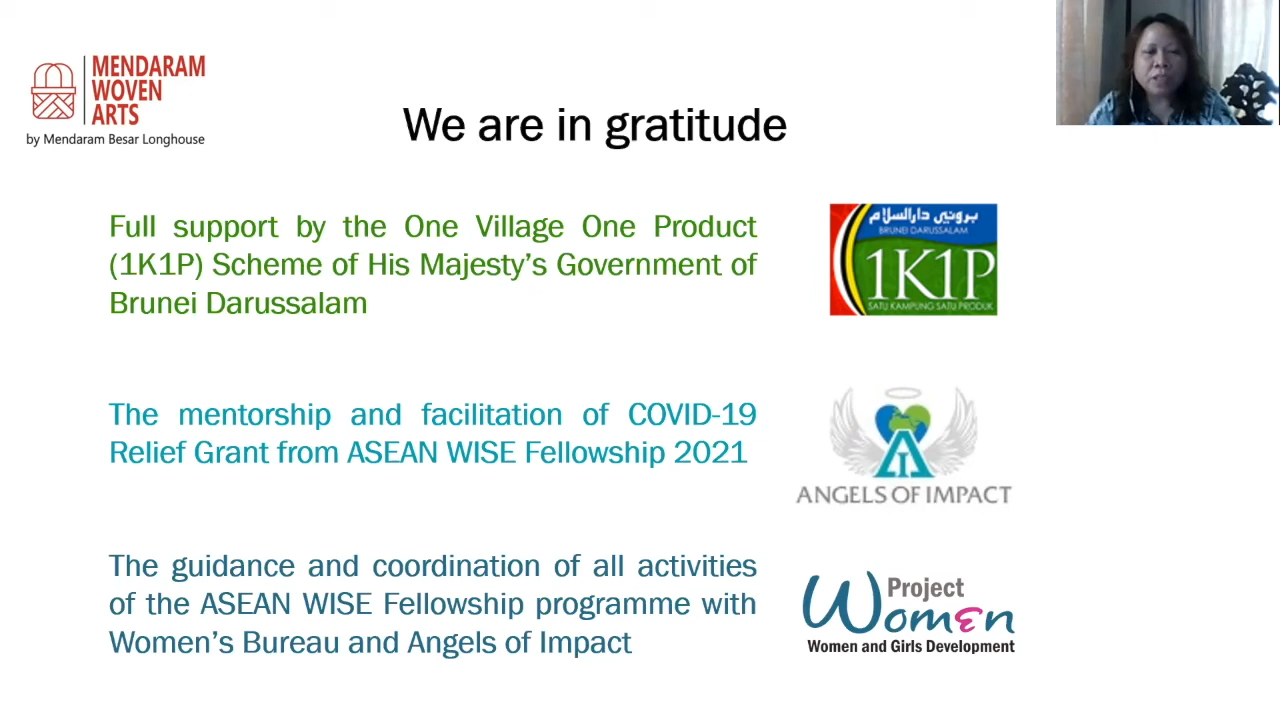 MENDARAM
WOVEN
ARTS
by Mendaram Besar Longhouse
We are in gratitude
Full support by the One Village One Product
(1K1P) Scheme of His Majesty’s Government of
Brunei Darussalam
بروني دارالسلام
BRUNEI DARUSSALAM
1K1P
SATU KAMPUNG SATU PRODUK
The mentorship and facilitation of COVID-19
Relief Grant from ASEAN WISE Fellowship 2021
ANGELS OF IMPACT
The guidance and coordination of all activities
of the ASEAN WISE Fellowship programme with
Women’s Bureau and Angels of Impact
Project
Women
Women and Girls Development